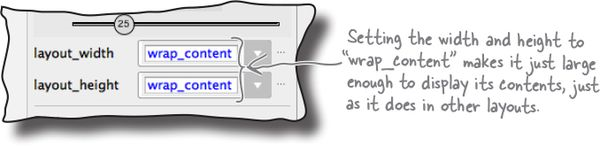 25
layout_width wrap_content
layout_height wrap_content
Setting the width and height to
“wrap_content” makes it just large
enough to display its contents, just
as it does in other layouts.